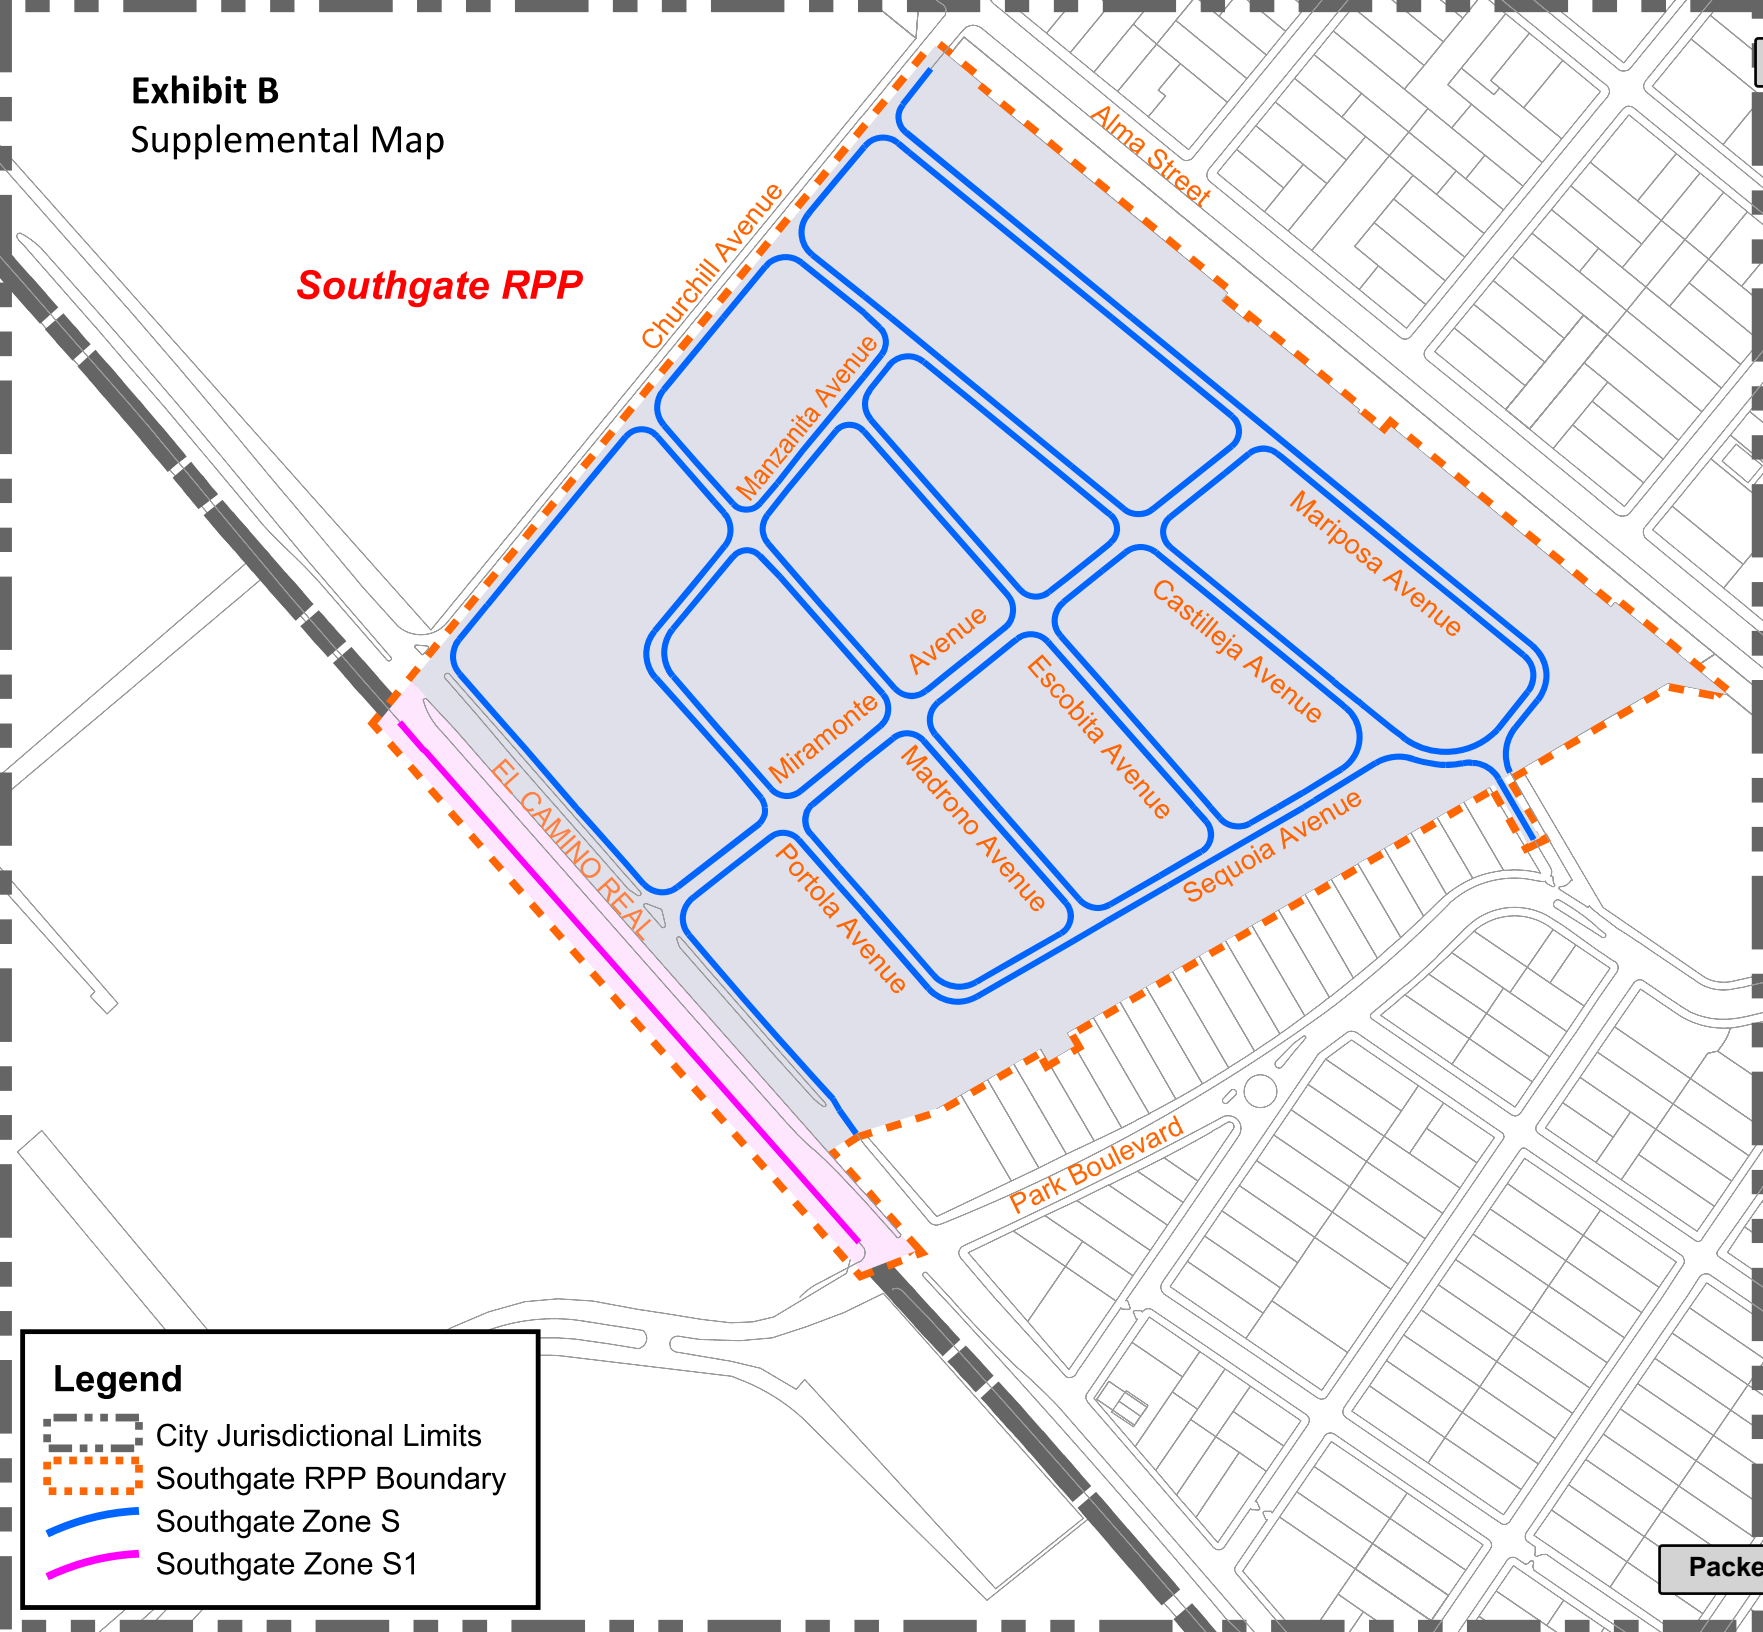 Exhibit B
Supplemental Map
Southgate RPP
Alma Street
Churchill Avenue
Manzanita Avenue
Mariposa Avenue
Castilleja Avenue
Avenue
Miramonte
Escobita Avenue
Madrono Avenue
Portola Avenue
Sequoia Avenue
EL CAMINO REAL
Park Boulevard
Legend
City Jurisdictional Limits
Southgate RPP Boundary
Southgate Zone S
Southgate Zone S1
Packe